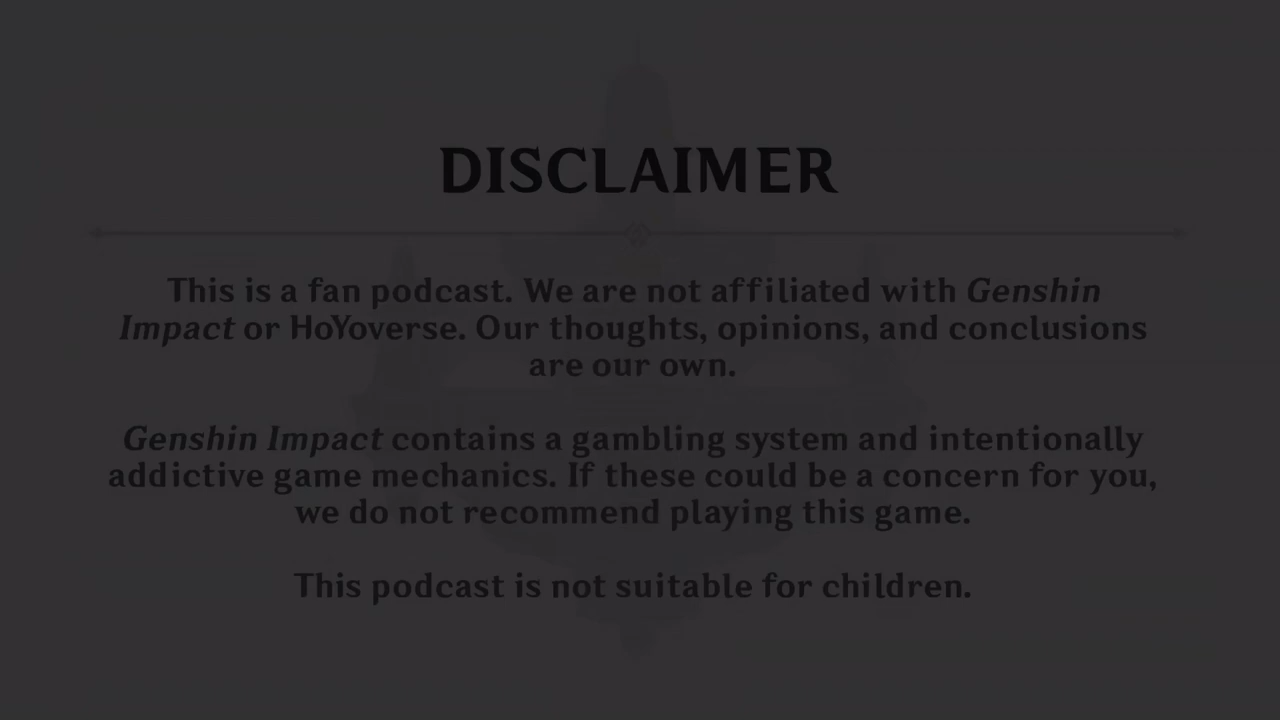 DISCLAIMER
This is a fan podcast. We are not affiliated with Genshin
Impact or HoYoverse. Our thoughts, opinions, and conclusions
are our own.
Genshin Impact contains a gambling system and intentionally
addictive game mechanics. If these could be a concern for you,
we do not recommend playing this game.
This podcast is not suitable for children.